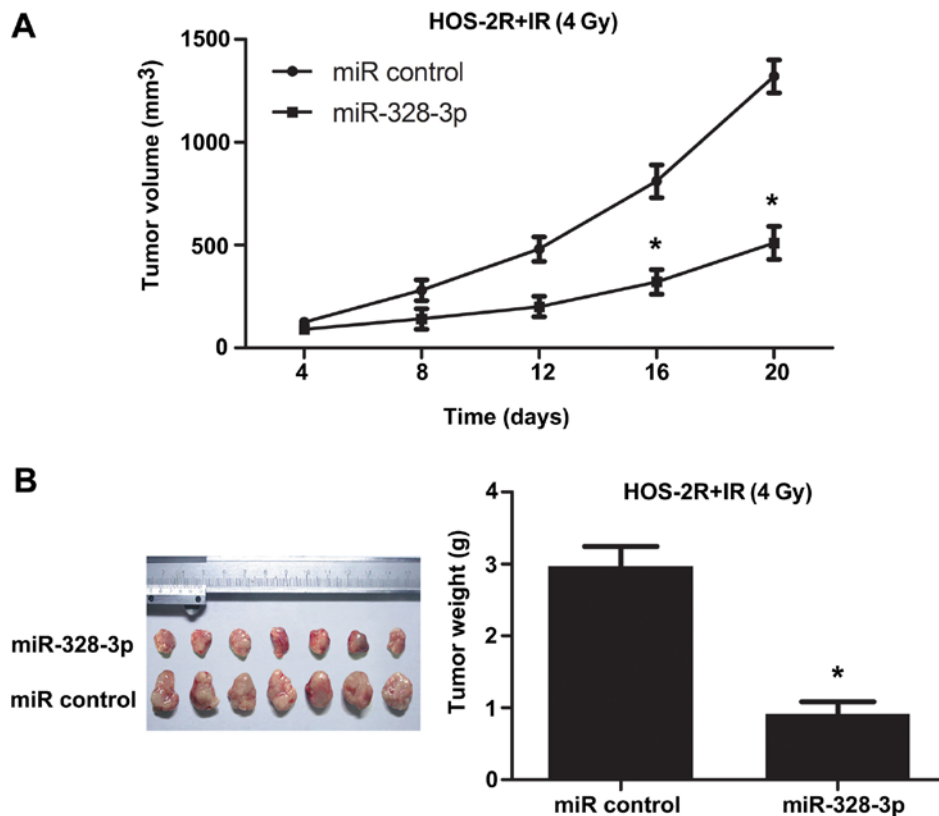 A
HOS-2R+IR (4 Gy)
1500
1000
500
0
Tumor volume (mm³)
miR control
miR-328-3p
*
*
4 8 12 16 20
Time (days)
B
miR-328-3p
miR control
HOS-2R+IR (4 Gy)
4
3
2
1
0
Tumor weight (g)
*
miR control miR-328-3p